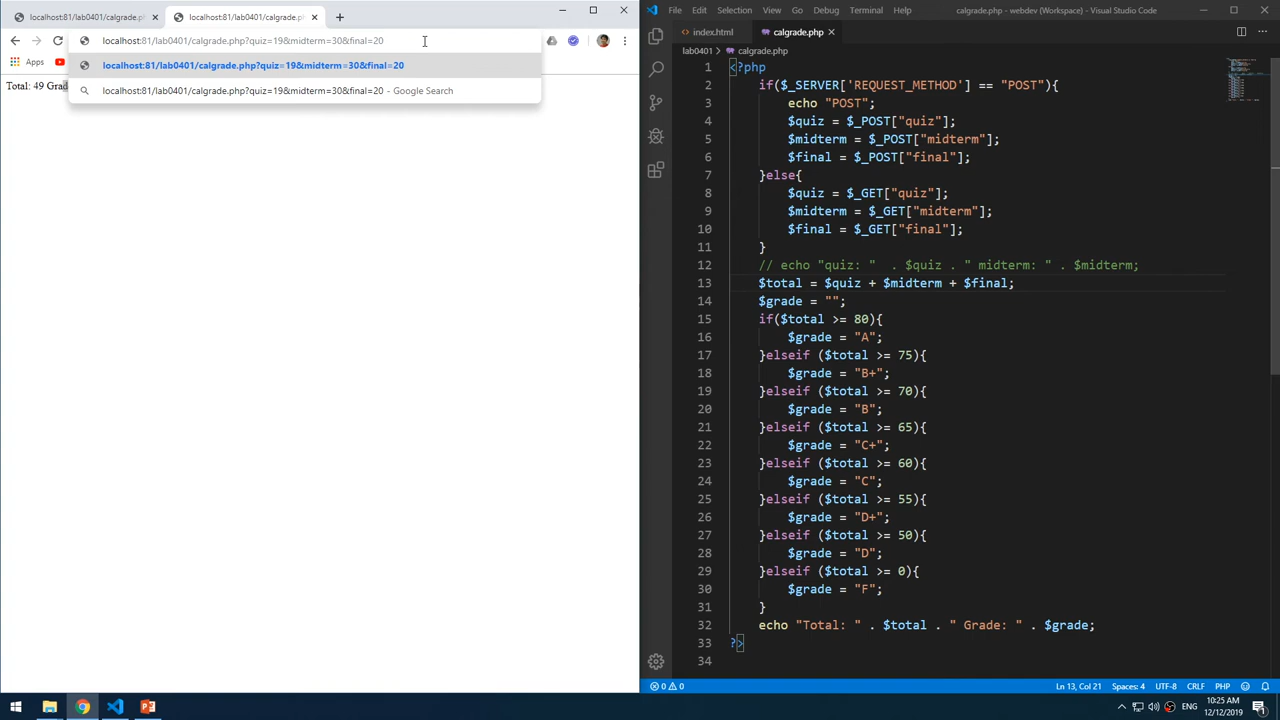 localhost:81/lab0401/calgrade.p
localhost:81/lab0401/calgrade.p
localhost:81/lab0401/calgrade.php?quiz=19&midterm=30&final=20
Apps
localhost:81/lab0401/calgrade.php?quiz=19&midterm=30&final=20
localhost:81/lab0401/calgrade.php?quiz=19&midterm=30&final=20 - Google Search
Total: 49 Grad
File Edit Selection View Go Debug Terminal Help
calgrade.php - webdev (Workspace) - Visual Studio Code
index.html calgrade.php
lab0401 > calgrade.php
1 <?php
2 if($_SERVER['REQUEST_METHOD'] == "POST"){
3 echo "POST";
4 $quiz = $_POST["quiz"];
5 $midterm = $_POST["midterm"];
6 $final = $_POST["final"];
7 }else{
8 $quiz = $_GET["quiz"];
9 $midterm = $_GET["midterm"];
10 $final = $_GET["final"];
11 }
12 // echo "quiz: "  . $quiz . " midterm: " . $midterm;
13 $total = $quiz + $midterm + $final;
14 $grade = "";
15 if($total >= 80){
16 $grade = "A";
17 }elseif ($total >= 75){
18 $grade = "B+";
19 }elseif ($total >= 70){
20 $grade = "B";
21 }elseif ($total >= 65){
22 $grade = "C+";
23 }elseif ($total >= 60){
24 $grade = "C";
25 }elseif ($total >= 55){
26 $grade = "D+";
27 }elseif ($total >= 50){
28 $grade = "D";
29 }elseif ($total >= 0){
30 $grade = "F";
31 }
32 echo "Total: " . $total . " Grade: " . $grade;
33 ?>
34
0 0
Ln 13, Col 21 Spaces: 4 UTF-8 CRLF PHP
ENG
10:25 AM
12/12/2019
1